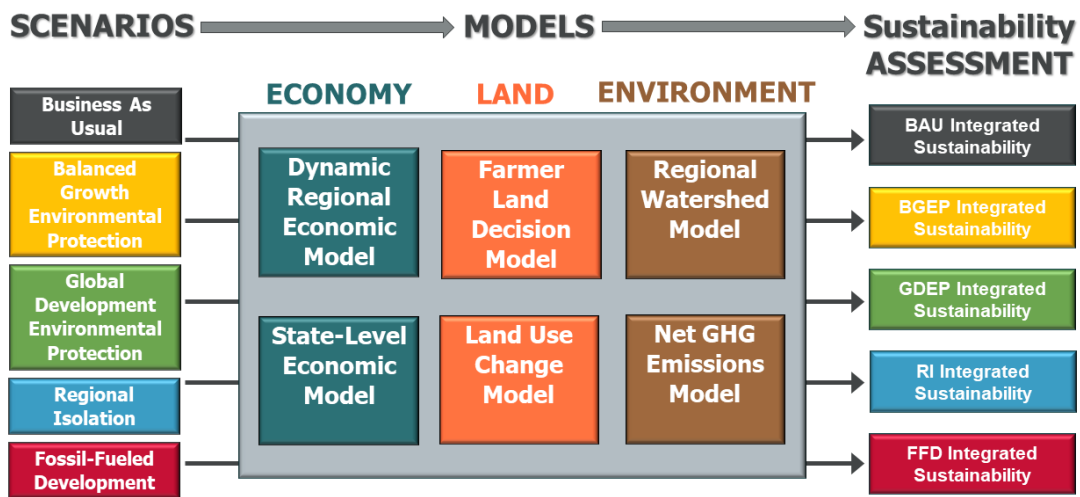 SCENARIOS
MODELS
Sustainability
ASSESSMENT
ECONOMY
LAND
ENVIRONMENT
Business As
Usual
Balanced
Growth
Environmental
Protection
Global
Development
Environmental
Protection
Regional
Isolation
Fossil-Fueled
Development
Dynamic
Regional
Economic
Model
Farmer
Land
Decision
Model
Regional
Watershed
Model
State-Level
Economic
Model
Land Use
Change
Model
Net GHG
Emissions
Model
BAU Integrated
Sustainability
BGEP Integrated
Sustainability
GDEP Integrated
Sustainability
RI Integrated
Sustainability
FFD Integrated
Sustainability